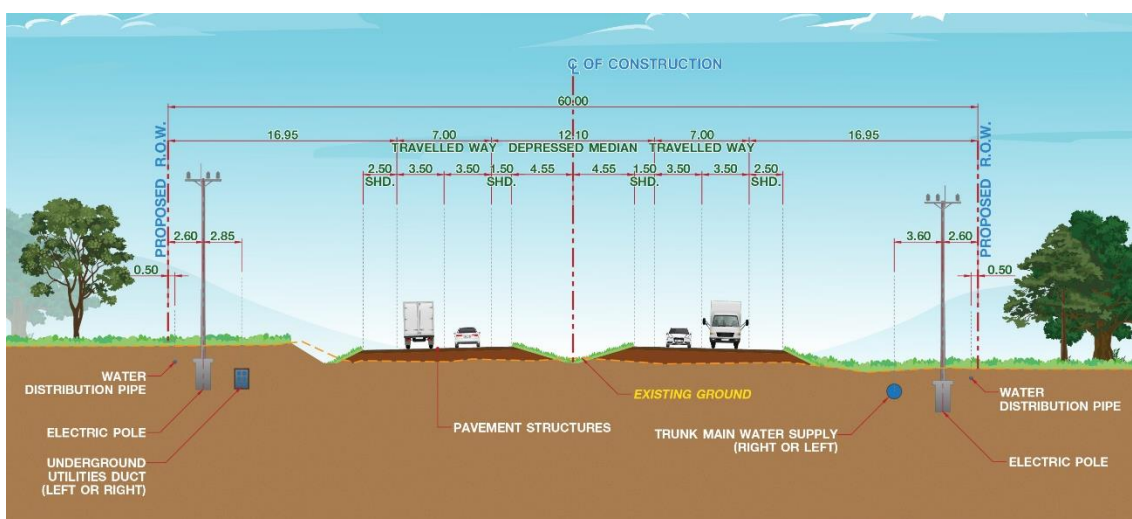 ℄ OF CONSTRUCTION
60.00
16.95 7.00 12.10 7.00 16.95
TRAVELLED WAY DEPRESSED MEDIAN TRAVELLED WAY
2.50 3.50 3.50 1.50 4.55 4.55 1.50 3.50 3.50 2.50
SHD. SHD. SHD. SHD.
PROPOSED R.O.W.
PROPOSED R.O.W.
2.60 2.85
3.60 2.60
0.50
0.50
WATER
DISTRIBUTION PIPE
ELECTRIC POLE
UNDERGROUND
UTILITIES DUCT
(LEFT OR RIGHT)
PAVEMENT STRUCTURES
EXISTING GROUND
TRUNK MAIN WATER SUPPLY
(RIGHT OR LEFT)
WATER
DISTRIBUTION PIPE
ELECTRIC POLE